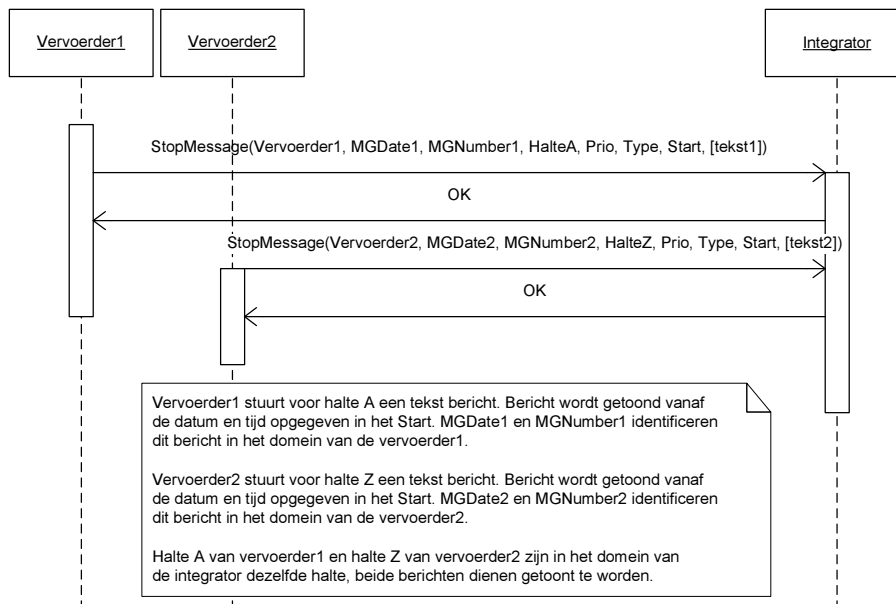 Vervoerder1
Vervoerder2
Integrator
StopMessage(Vervoerder1, MGDate1, MGNumber1, HalteA, Prio, Type, Start, [tekst1])
OK
StopMessage(Vervoerder2, MGDate2, MGNumber2, HalteZ, Prio, Type, Start, [tekst2])
OK
Vervoerder1 stuurt voor halte A een tekst bericht. Bericht wordt getoond vanaf
de datum en tijd opgegeven in het Start. MGDate1 en MGNumber1 identificeren
dit bericht in het domein van de vervoerder1.
Vervoerder2 stuurt voor halte Z een tekst bericht. Bericht wordt getoond vanaf
de datum en tijd opgegeven in het Start. MGDate2 en MGNumber2 identificeren
dit bericht in het domein van de vervoerder2.
Halte A van vervoerder1 en halte Z van vervoerder2 zijn in het domein van
de integrator dezelfde halte, beide berichten dienen getoont te worden.